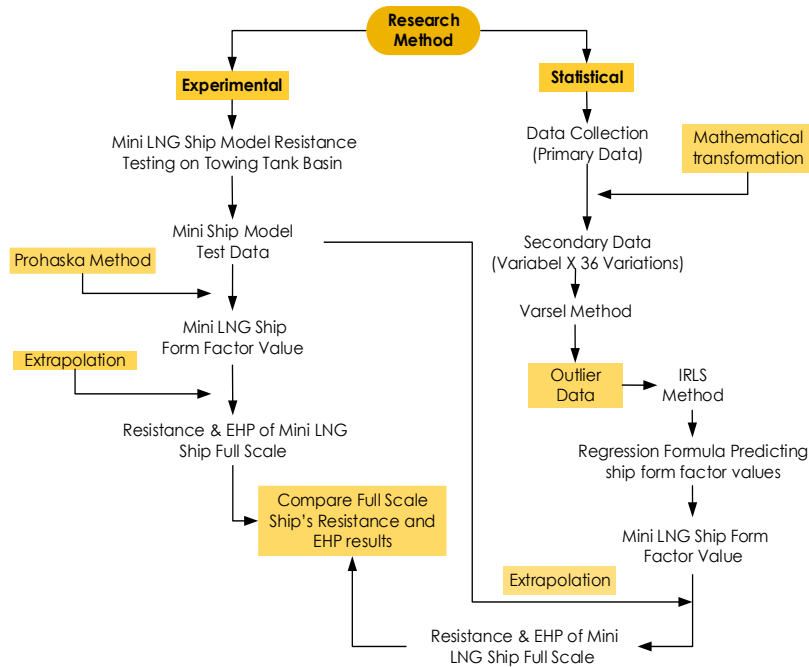 Research
Method
Experimental
Statistical
Mini LNG Ship Model Resistance
Testing on Towing Tank Basin
Data Collection
(Primary Data)
Mathematical
transformation
Mini Ship Model
Test Data
Prohaska Method
Secondary Data
(Variabel X 36 Variations)
Varsel Method
Mini LNG Ship
Form Factor Value
Extrapolation
Outlier
Data
IRLS
Method
Resistance & EHP of Mini LNG
Ship Full Scale
Regression Formula Predicting
ship form factor values
Compare Full Scale
Ship's Resistance and
EHP results
Mini LNG Ship Form
Factor Value
Extrapolation
Resistance & EHP of Mini
LNG Ship Full Scale